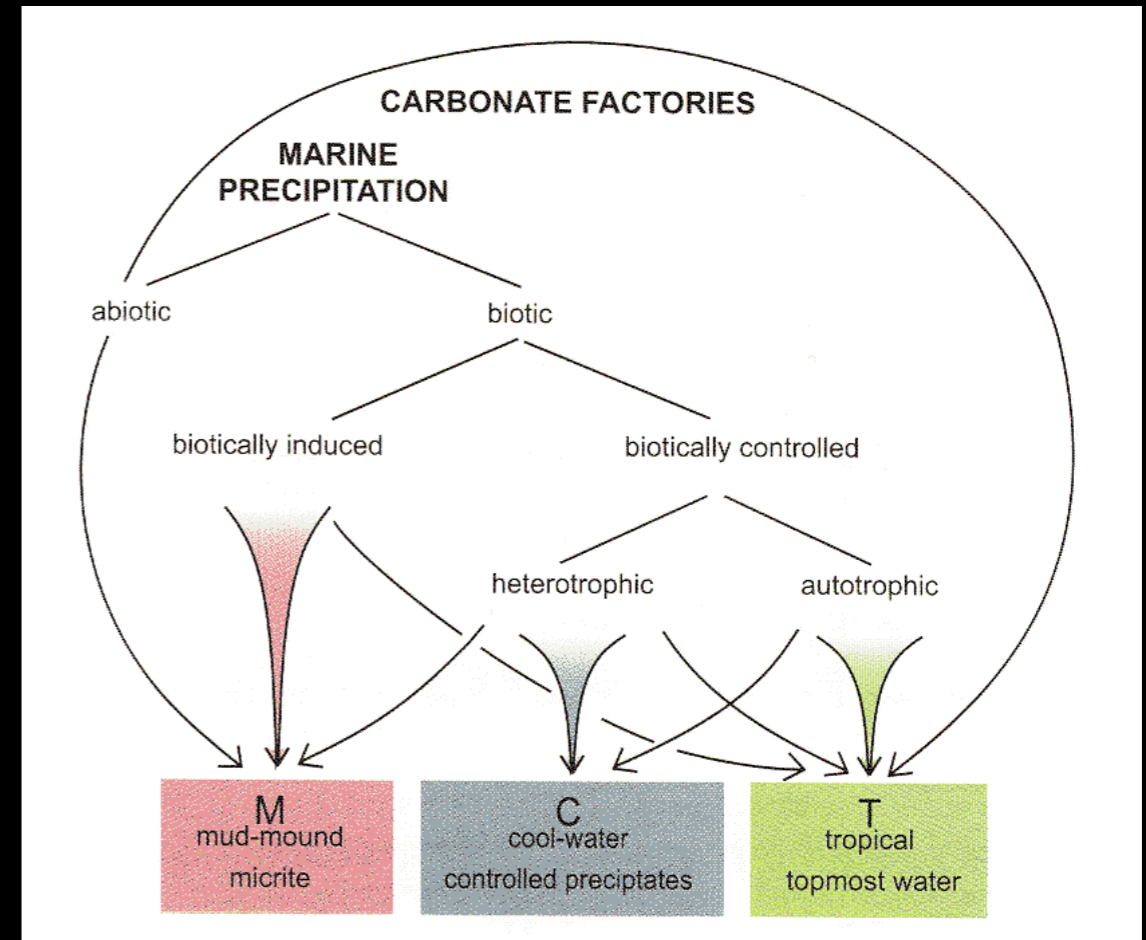 CARBONATE FACTORIES
MARINE
PRECIPITATION
abiotic
biotic
biotically induced
biotically controlled
heterotrophic
autotrophic
M
mud-mound
micrite
C
cool-water
controlled preciptates
T
tropical
topmost water